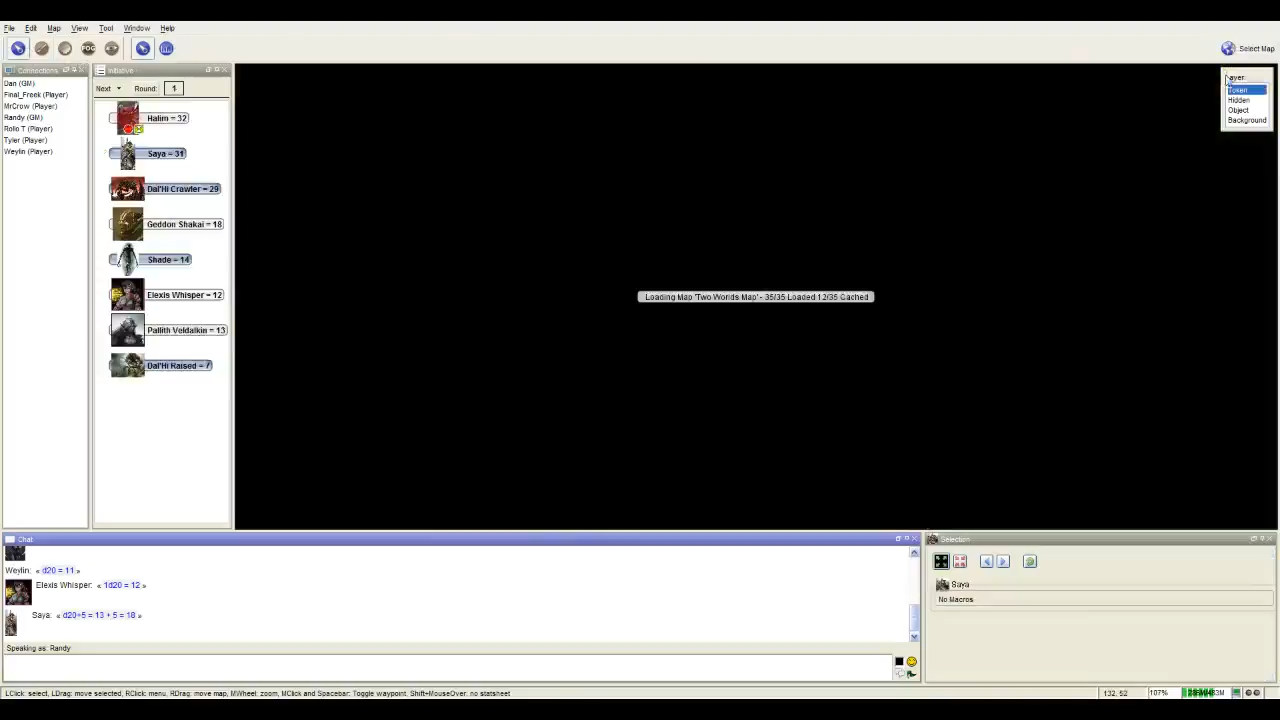 File Edit Map View Tool Window Help
FOG
Select Map
Connections
Initiative
Dan (GM)
Final_Freek (Player)
MrCrow (Player)
Randy (GM)
Rollo T (Player)
Tyler (Player)
Weylin (Player)
Next Round: 1
Halim = 32
Saya = 31
Dal'Hi Crawler = 29
Geddon Shakai = 18
Shade = 14
Elexis Whisper = 12
Pallith Veldalkin = 13
Dal'Hi Raised = 7
Layer
Token
Hidden
Object
Background
Loading Map 'Two Worlds Map' - 35/35 Loaded 12/35 Cached
Chat
Weylin: « d20 = 11 »
Elexis Whisper: « 1d20 = 12 »
Saya: « d20+5 = 13 + 5 = 18 »
Speaking as: Randy
Selection
Saya
No Macros
LClick: select, LDrag: move selected, RClick: menu, RDrag: move map, MWheel: zoom, MClick and Spacebar: Toggle waypoint, Shift+MouseOver: no statsheet
132, 52
107%